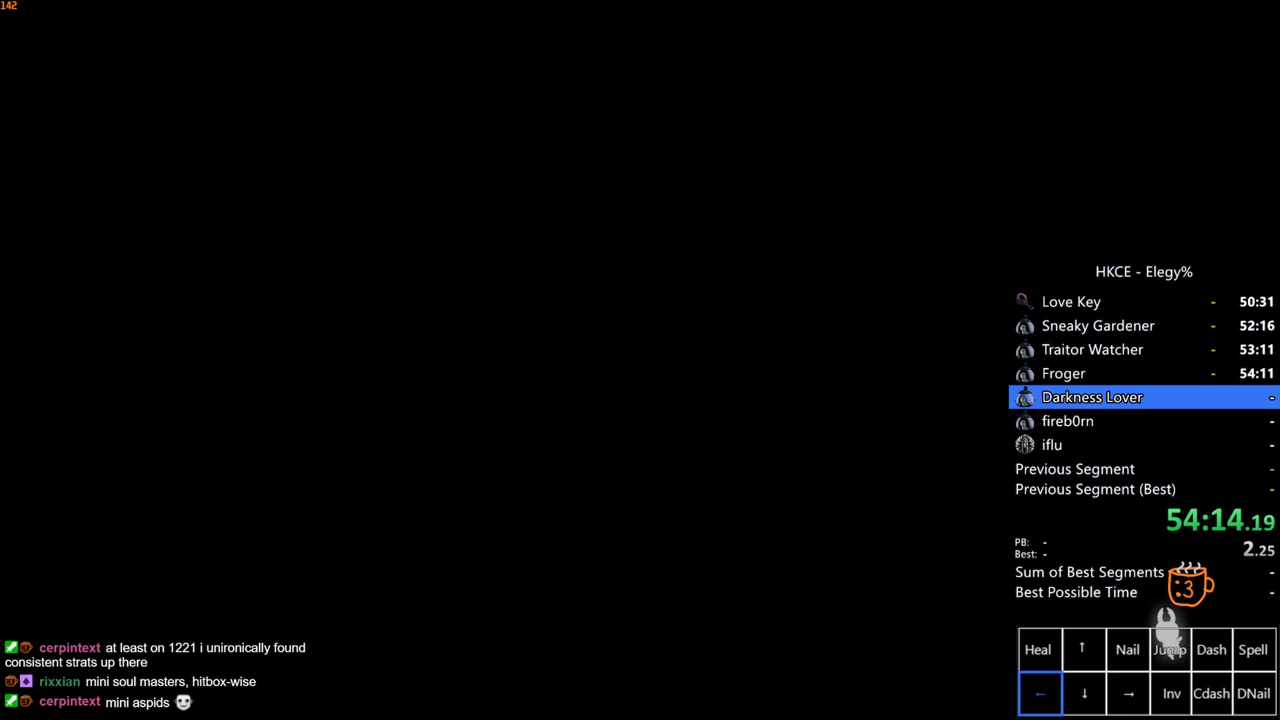 142
HKCE - Elegy%
Love Key - 50:31
Sneaky Gardener - 52:16
Traitor Watcher - 53:11
Froger - 54:11
Darkness Lover -
fireb0rn -
iflu -
Previous Segment -
Previous Segment (Best) -
54:14.19
PB: -
2.25
Best: -
Sum of Best Segments -
:3
Best Possible Time -
Heal ↑ Nail Jump Dash Spell
← ↓ → Inv Cdash DNail
cerpintext at least on 1221 i unironically found
consistent strats up there
rixxian mini soul masters, hitbox-wise
cerpintext mini aspids